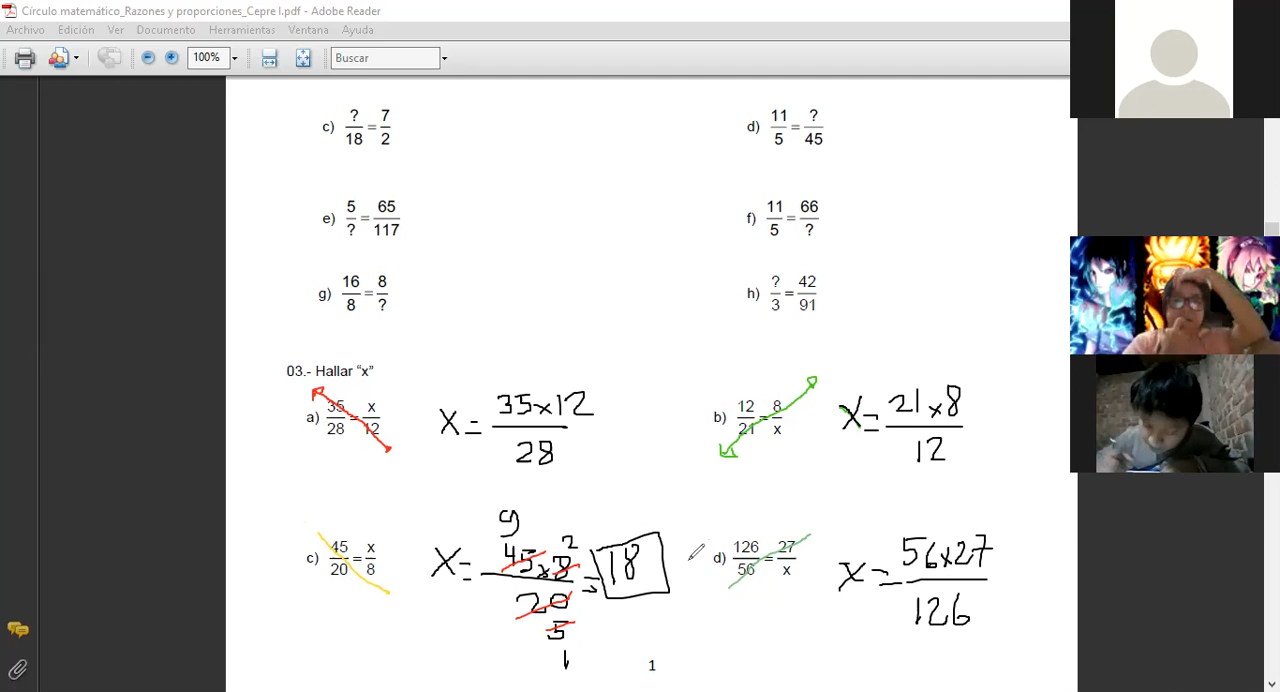 Círculo matemático_Razones y proporciones_Cepre I.pdf - Adobe Reader
Archivo Edición Ver Documento Herramientas Ventana Ayuda
100% Buscar
c) ?/18 = 7/2
d) 11/5 = ?/45
e) 5/? = 65/117
f) 11/5 = 66/?
g) 16/8 = 8/?
h) ?/3 = 42/91
03.- Hallar “x”
a) 35/28 = x/12
X = 35x12/28
b) 12/21 = 8/x
X = 21x8/12
c) 45/20 = x/8
9
2
X = 45x8/20 = 18
5
1
d) 126/56 = 27/x
X = 56x27/126
1